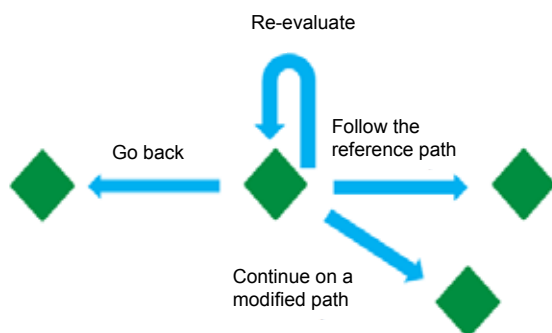 Re-evaluate
Go back
Follow the
reference path
Continue on a
modified path